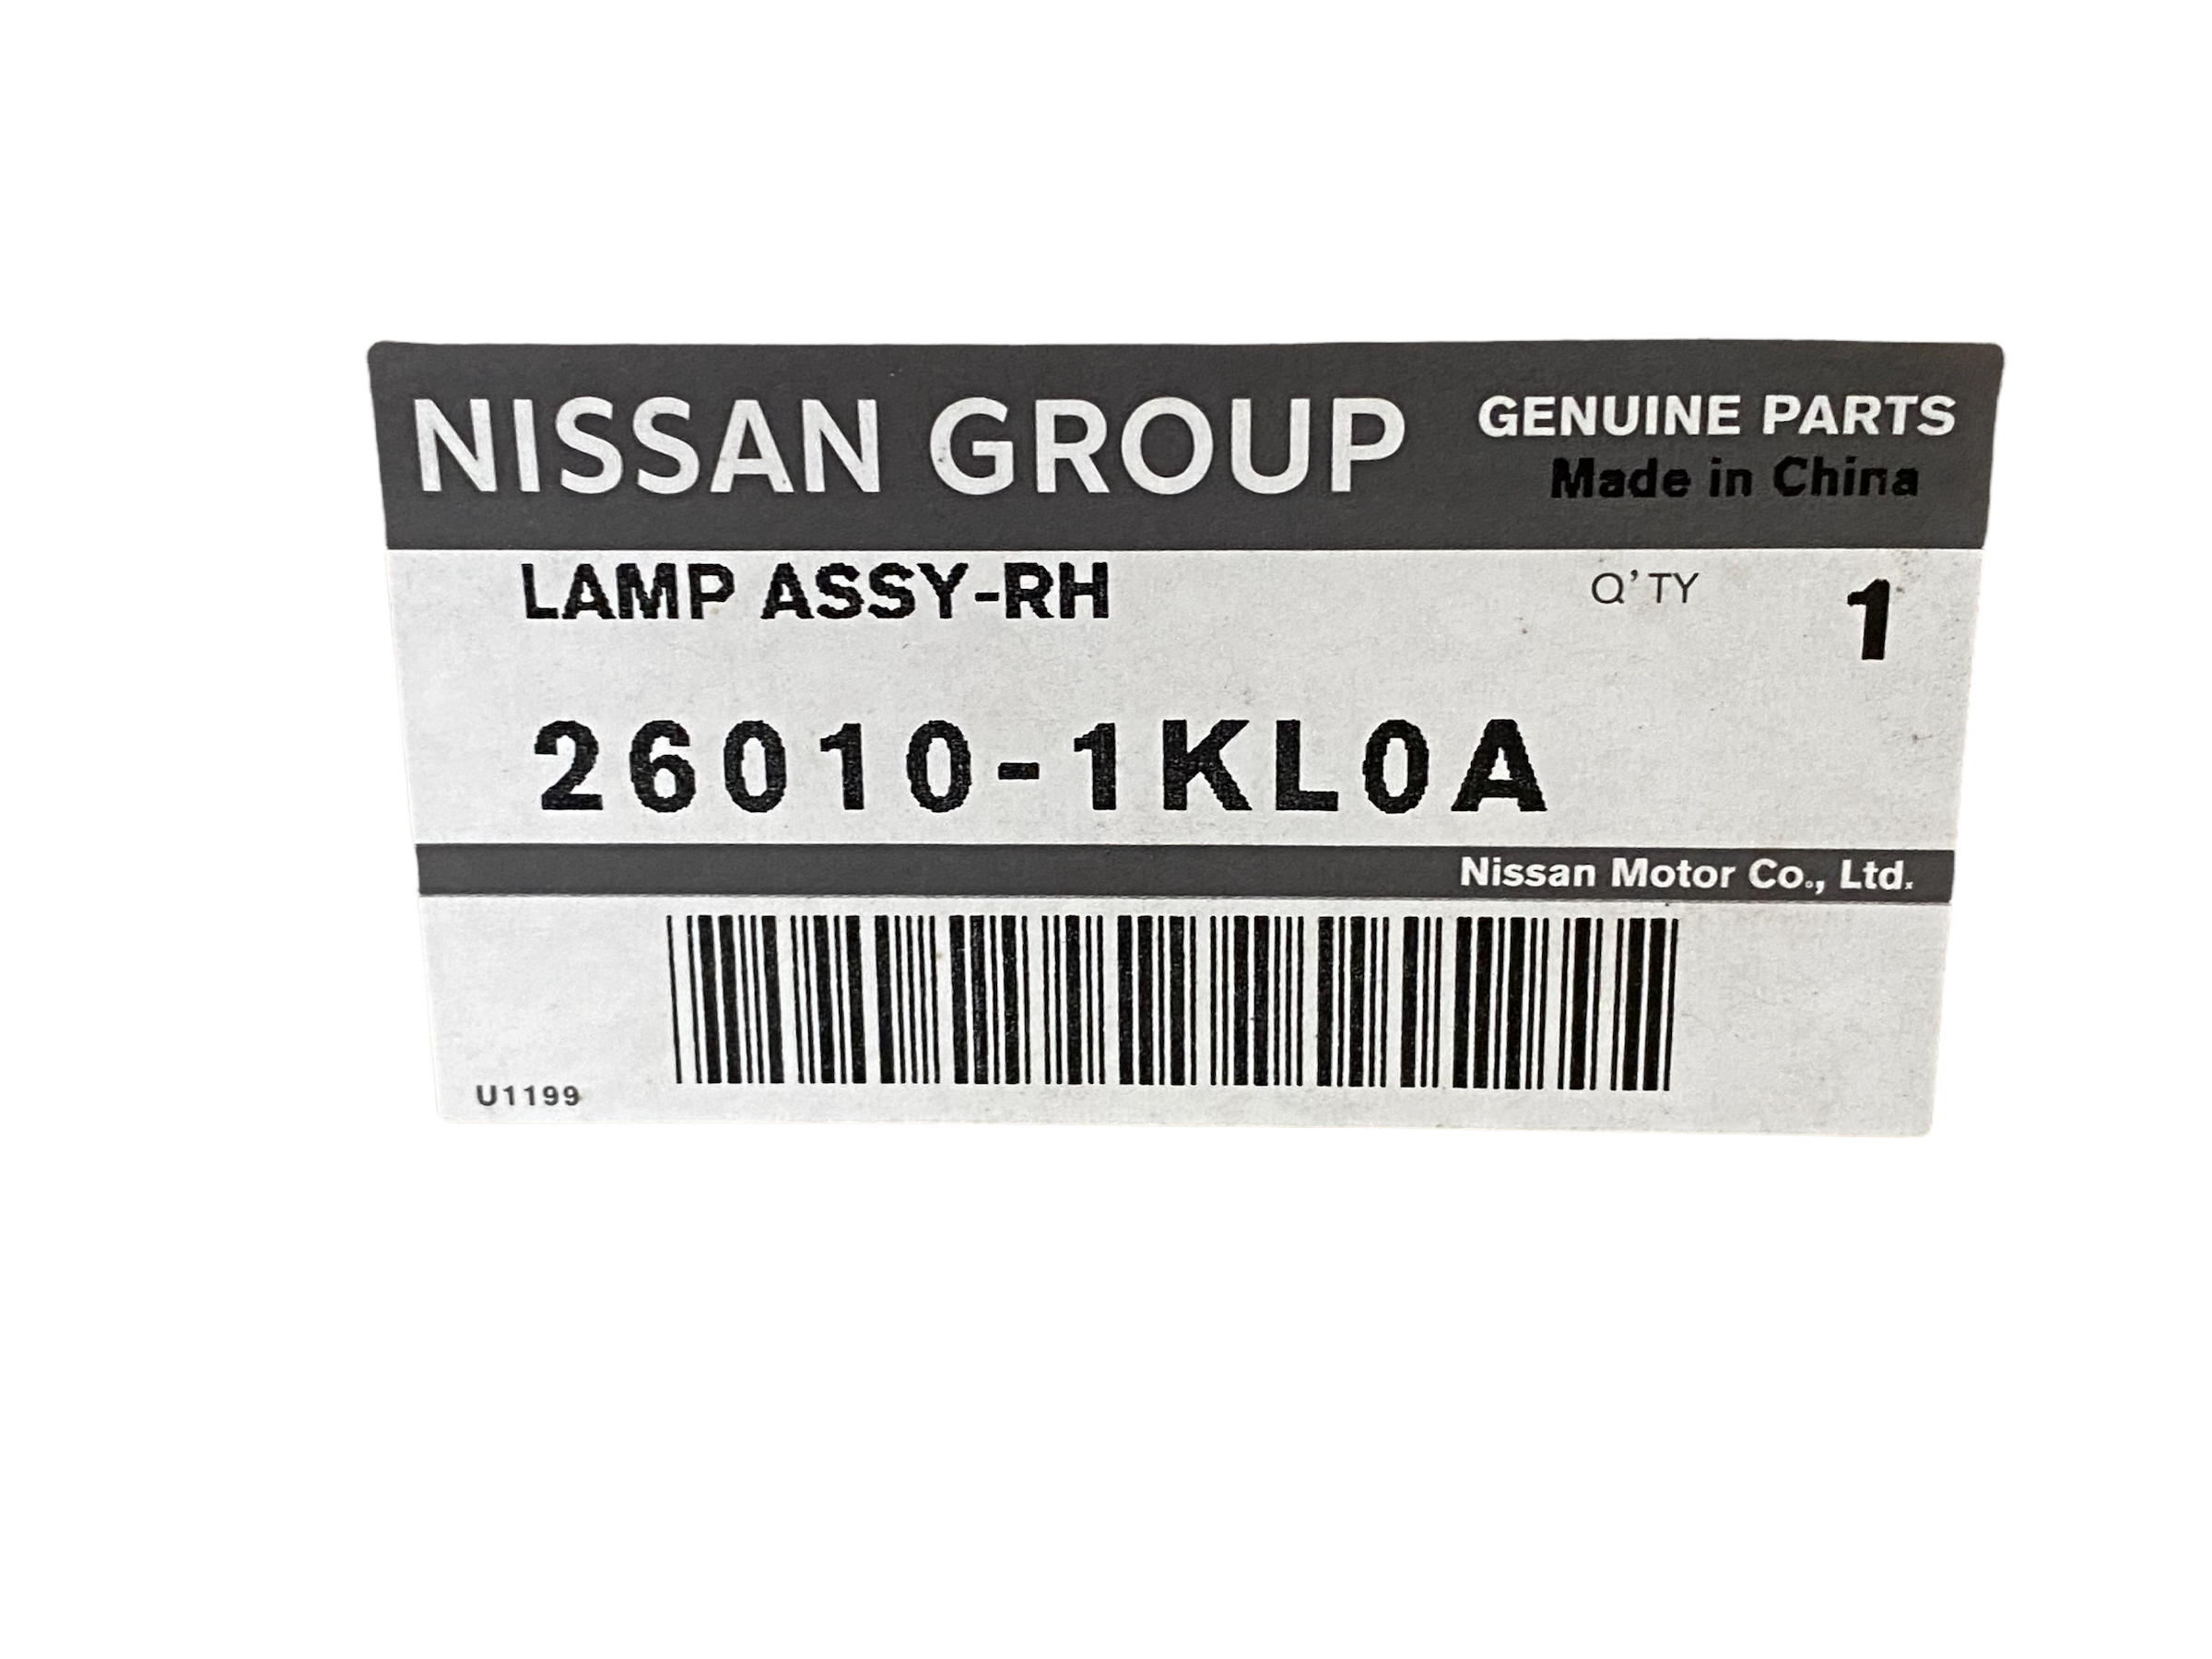 NISSAN GROUP
GENUINE PARTS
Made in China
LAMP ASSY-RH
Q'TY 1
26010-1KL0A
Nissan Motor Co., Ltd.
U1199